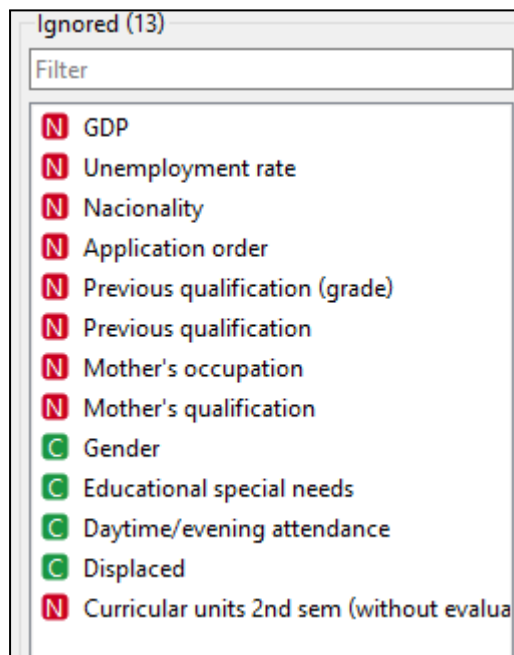 Ignored (13)
Filter
N GDP
N Unemployment rate
N Nacionality
N Application order
N Previous qualification (grade)
N Previous qualification
N Mother's occupation
N Mother's qualification
C Gender
C Educational special needs
C Daytime/evening attendance
C Displaced
N Curricular units 2nd sem (without evalua